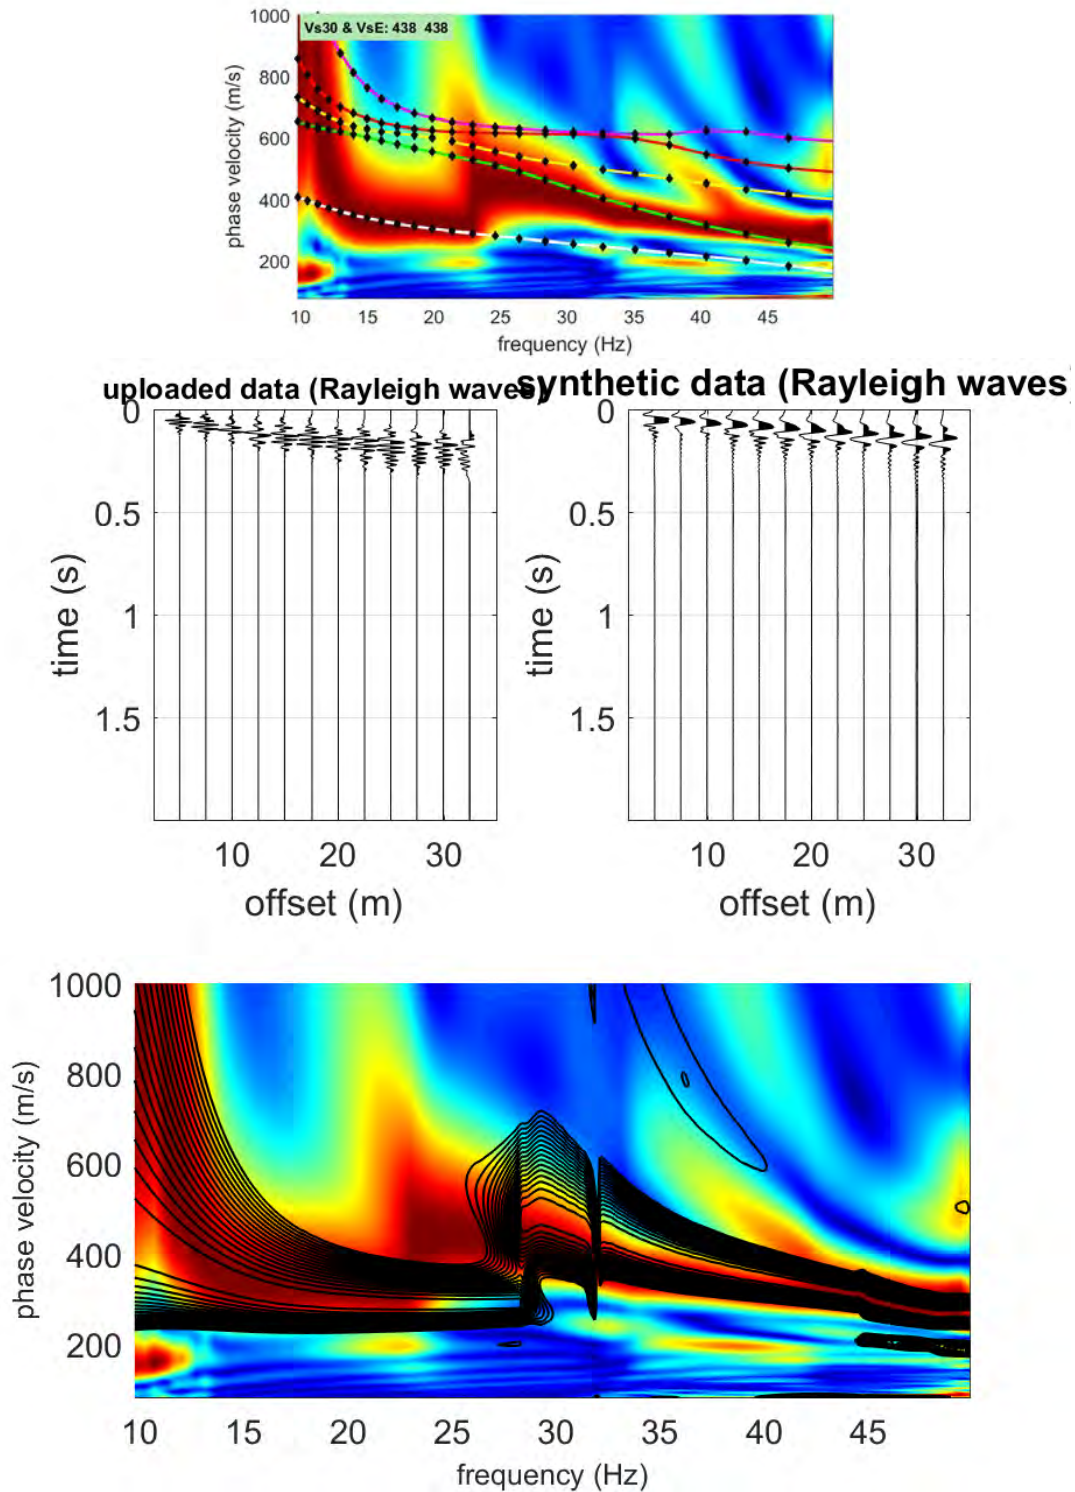 1000
Vs30 & VsE: 438 438
800
600
400
200
phase velocity (m/s)
10 15 20 25 30 35 40 45
frequency (Hz)
uploaded data (Rayleigh waves)
synthetic data (Rayleigh waves)
0
0.5
1
1.5
time (s)
10 20 30
offset (m)
0
0.5
1
1.5
time (s)
10 20 30
offset (m)
1000
800
600
400
200
phase velocity (m/s)
10 15 20 25 30 35 40 45
frequency (Hz)